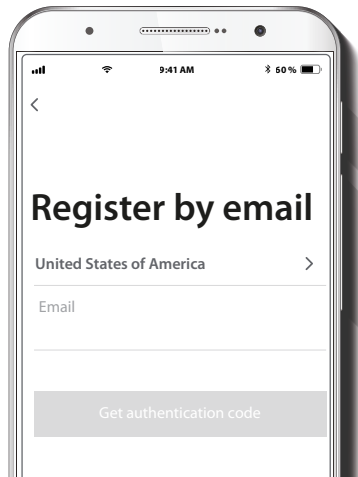 9:41 AM
60 %
Register by email
United States of America
Email
Get authentication code